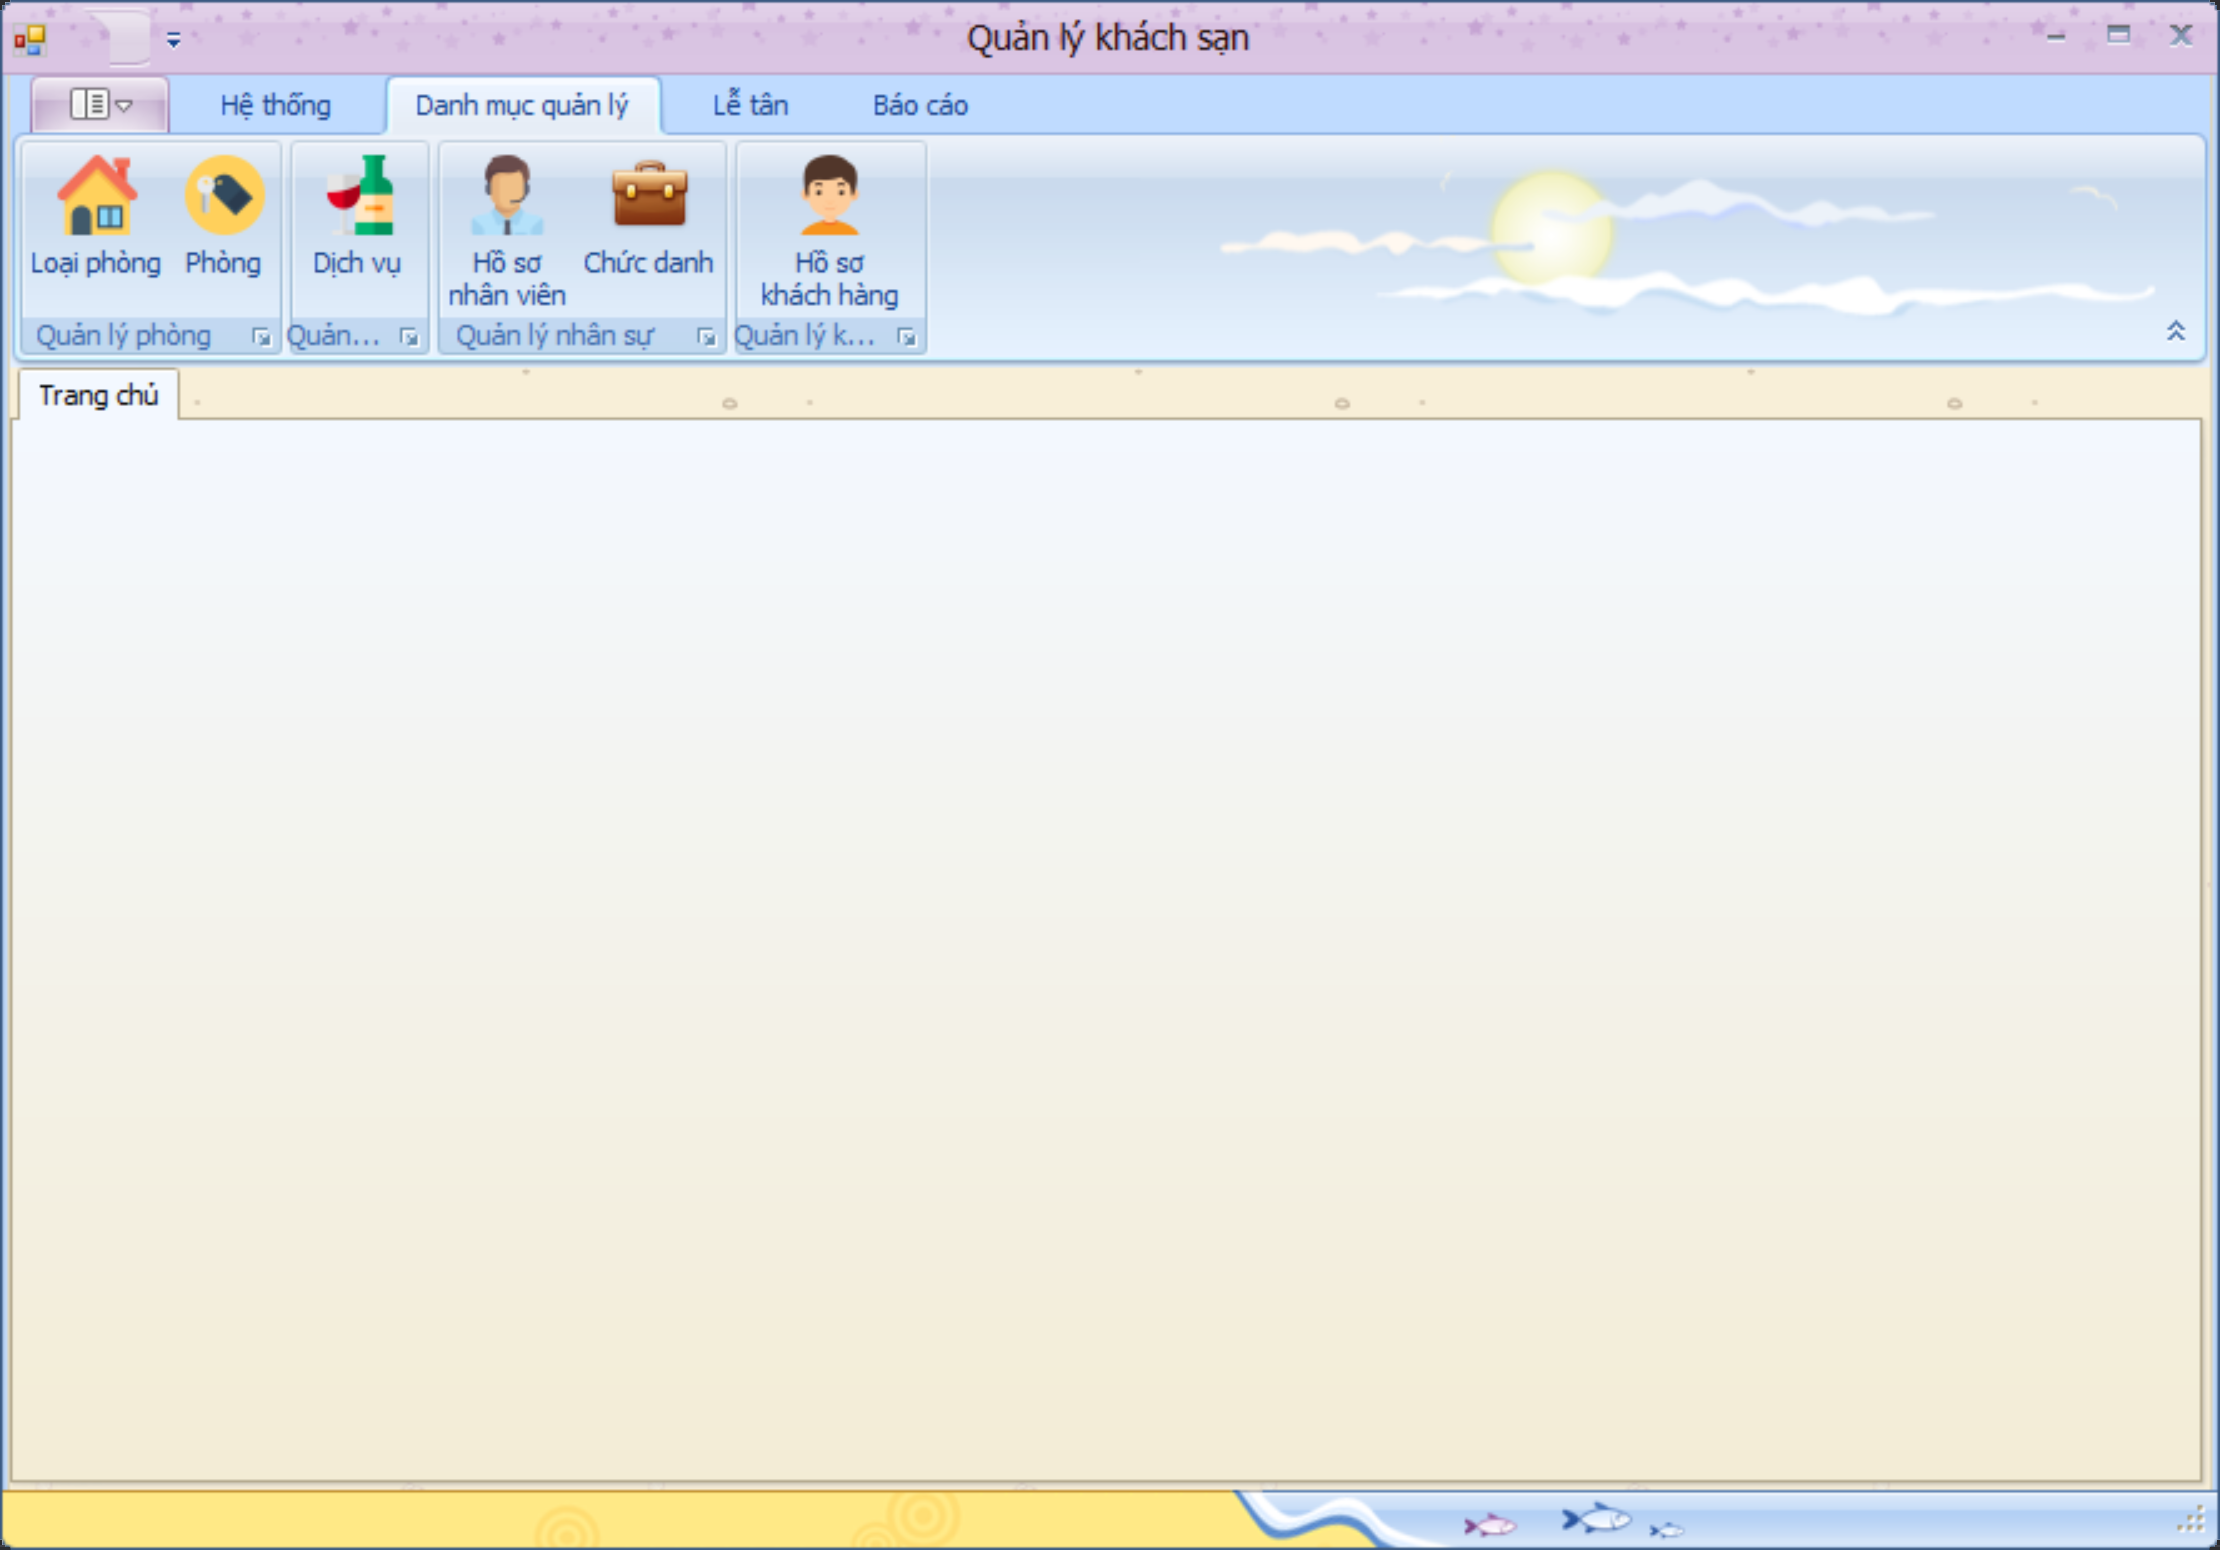 Quản lý khách sạn
Hệ thống
Danh mục quản lý
Lễ tân
Báo cáo
Loại phòng
Phòng
Dịch vụ
Hồ sơ
nhân viên
Chức danh
Hồ sơ
khách hàng
Quản lý phòng
Quản...
Quản lý nhân sự
Quản lý k...
Trang chủ